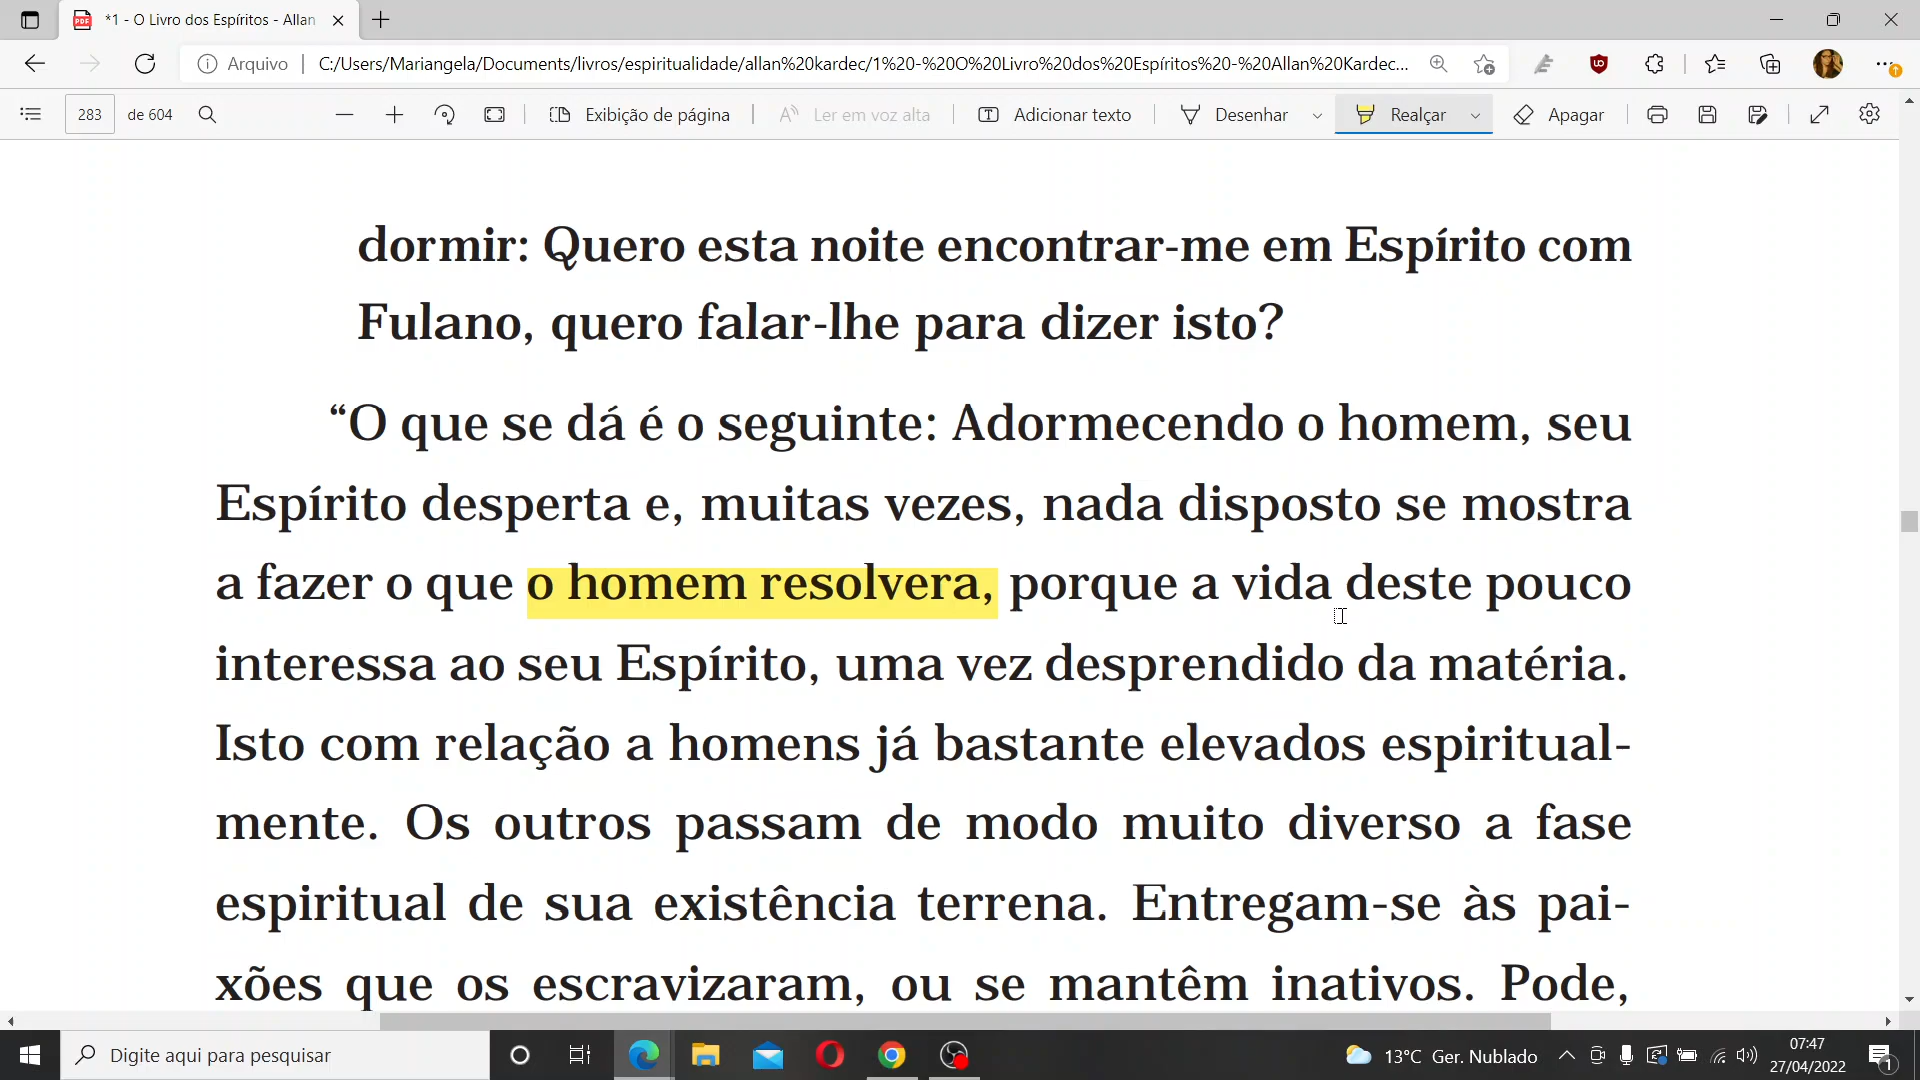 *1 - O Livro dos Espíritos - Allan
Arquivo
C:/Users/Mariangela/Documents/livros/espiritualidade/allan%20kardec/1%20-%20O%20Livro%20dos%20Espíritos%20-%20Allan%20Kardec...
283 de 604
Exibição de página
Ler em voz alta
Adicionar texto
Desenhar
Realçar
Apagar
dormir: Quero esta noite encontrar-me em Espírito com
Fulano, quero falar-lhe para dizer isto?
“O que se dá é o seguinte: Adormecendo o homem, seu
Espírito desperta e, muitas vezes, nada disposto se mostra
a fazer o que o homem resolvera, porque a vida deste pouco
interessa ao seu Espírito, uma vez desprendido da matéria.
Isto com relação a homens já bastante elevados espiritual-
mente. Os outros passam de modo muito diverso a fase
espiritual de sua existência terrena. Entregam-se às pai-
xões que os escravizaram, ou se mantêm inativos. Pode,
Digite aqui para pesquisar
13°C Ger. Nublado
07:47
27/04/2022
1